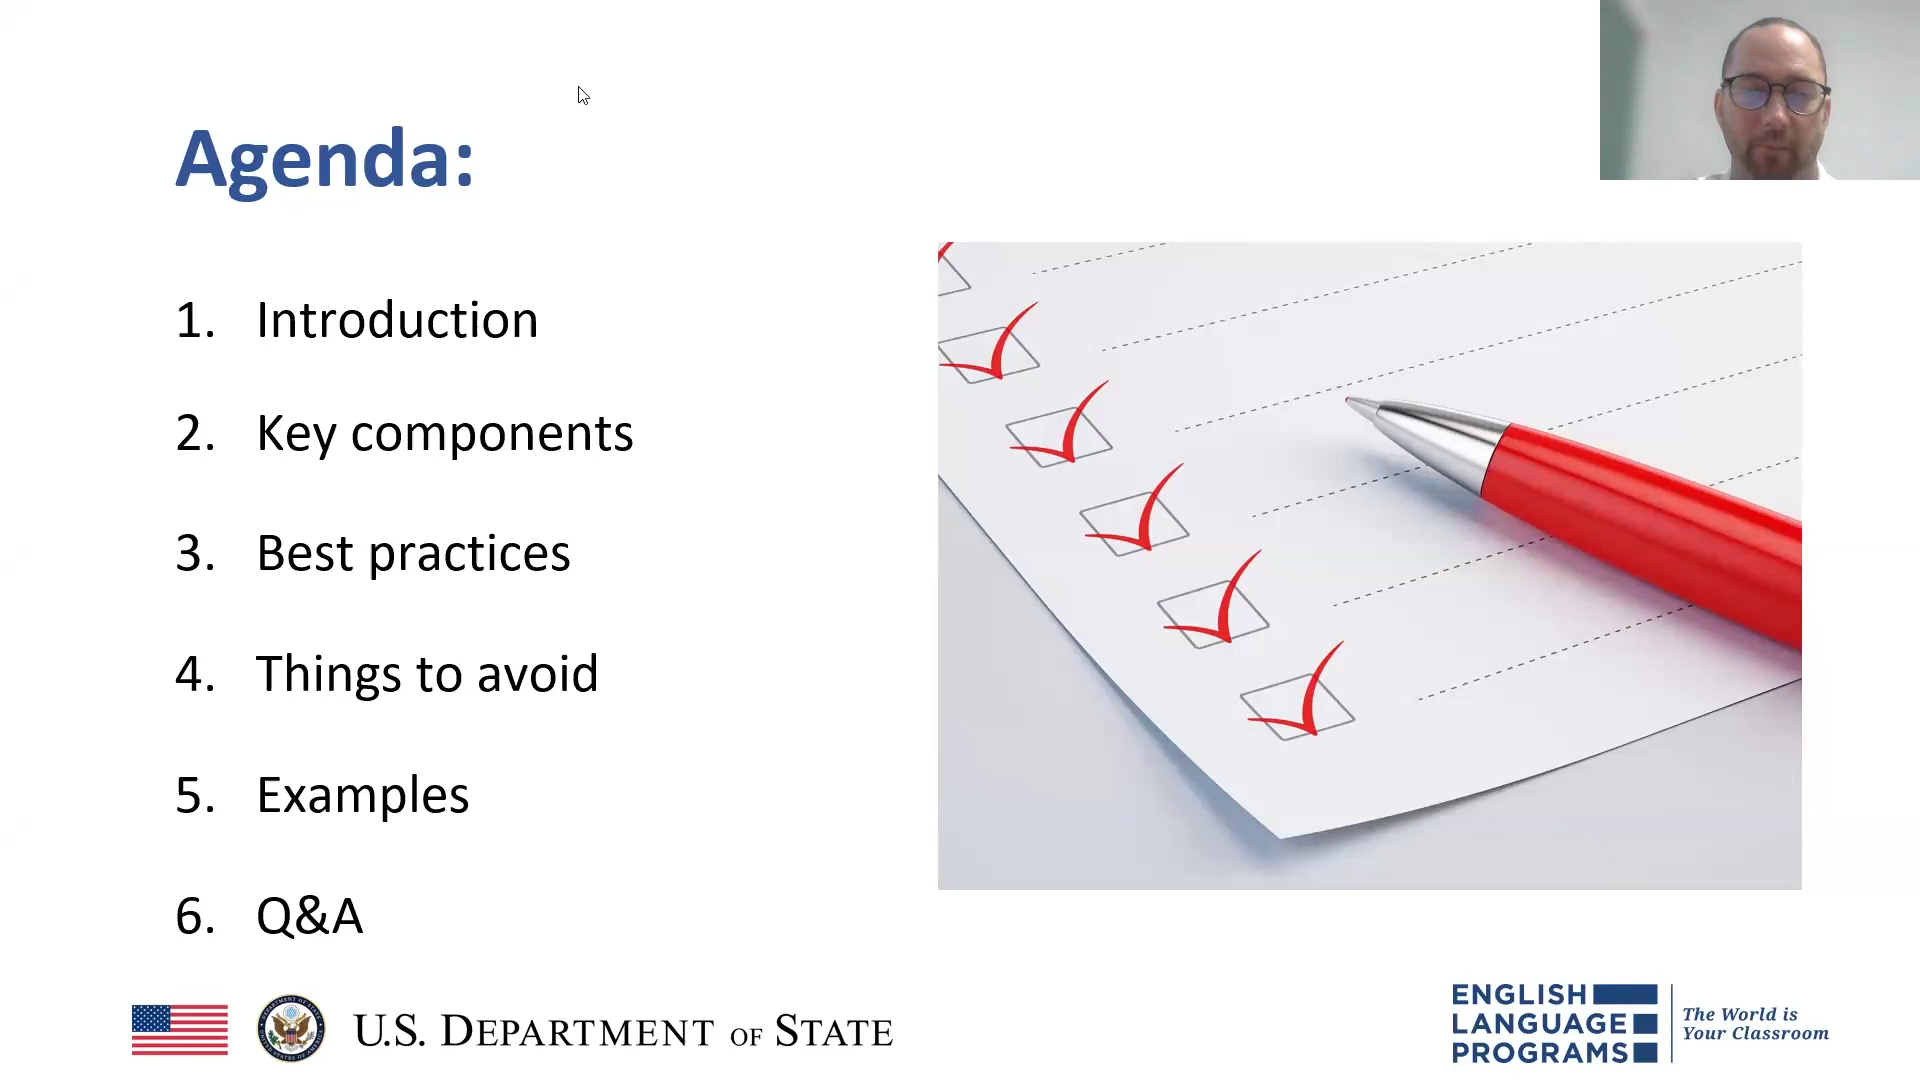 Agenda:
1. Introduction
2. Key components
3. Best practices
4. Things to avoid
5. Examples
6. Q&A
U.S. DEPARTMENT OF STATE
ENGLISH
LANGUAGE
PROGRAMS
The World is
Your Classroom